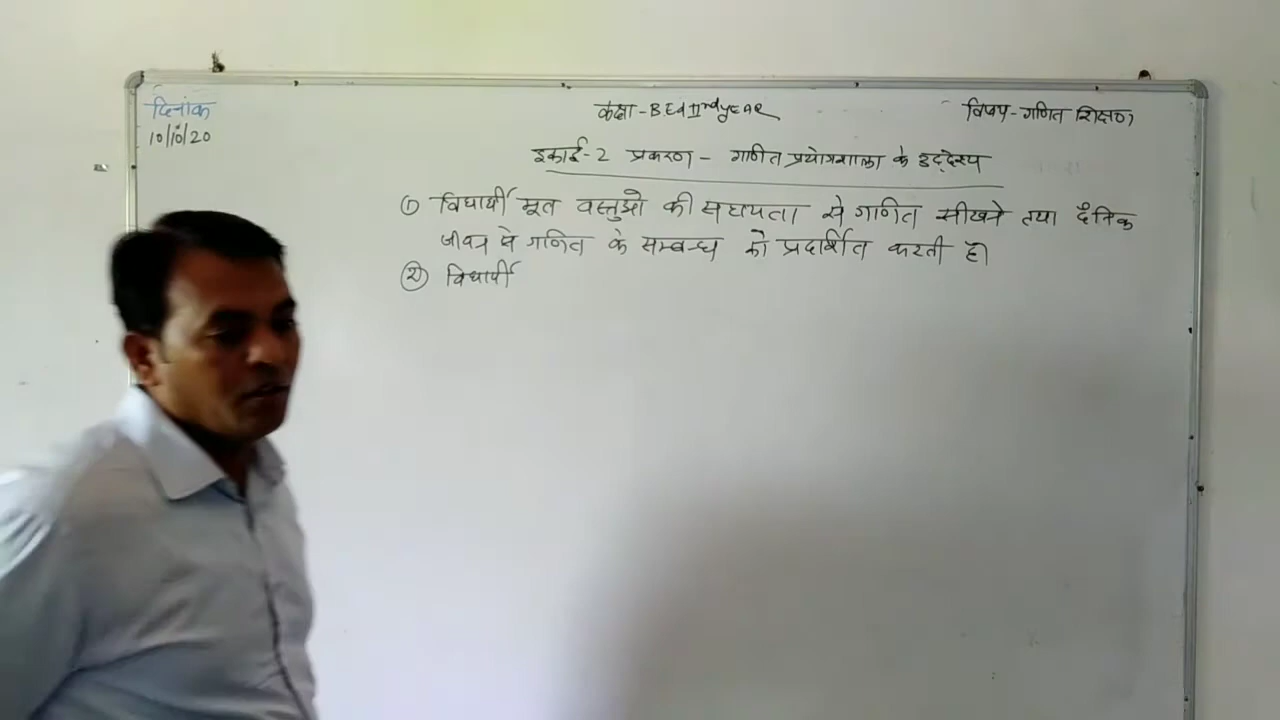 दिनांक
10/10/20
कक्षा - BEd IInd yEAR
विषय - गणित शिक्षण
इकाई-2 प्रकरण - गणित प्रयोगशाला के उद्देश्य
① विधार्थी मूर्त वस्तुओ की सहायता से गणित सीखने तथा दैनिक
जीवन मे गणित के सम्बन्ध को प्रदर्शित करती है।
② विधार्थी